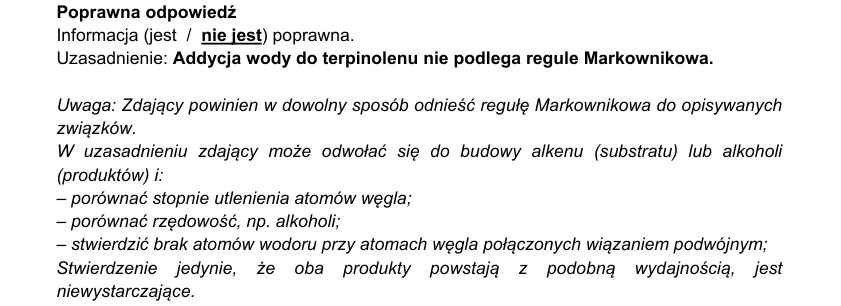 Poprawna odpowiedź
Informacja (jest / nie jest) poprawna.
Uzasadnienie: Addycja wody do terpinolenu nie podlega regule Markownikowa.
Uwaga: Zdający powinien w dowolny sposób odnieść regułę Markownikowa do opisywanych
związków.
W uzasadnieniu zdający może odwołać się do budowy alkenu (substratu) lub alkoholi
(produktów) i:
– porównać stopnie utlenienia atomów węgla;
– porównać rzędowość, np. alkoholi;
– stwierdzić brak atomów wodoru przy atomach węgla połączonych wiązaniem podwójnym;
Stwierdzenie jedynie, że oba produkty powstają z podobną wydajnością, jest
niewystarczające.